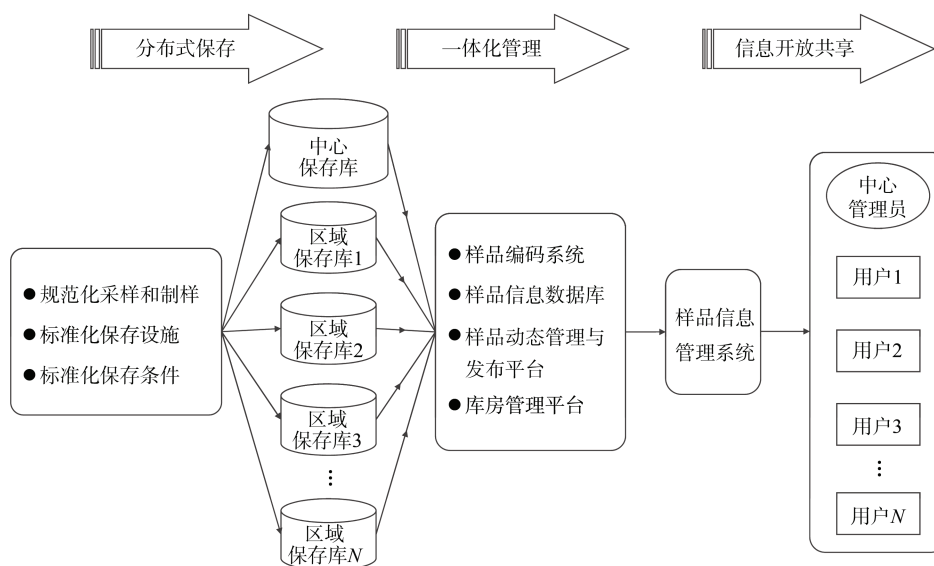 分布式保存
一体化管理
信息开放共享
中心
保存库
区域
保存库1
区域
保存库2
区域
保存库3
⋮
区域
保存库N
●规范化采样和制样
●标准化保存设施
●标准化保存条件
●样品编码系统
●样品信息数据库
●样品动态管理与
发布平台
●库房管理平台
样品信息
管理系统
中心
管理员
用户1
用户2
用户3
⋮
用户N